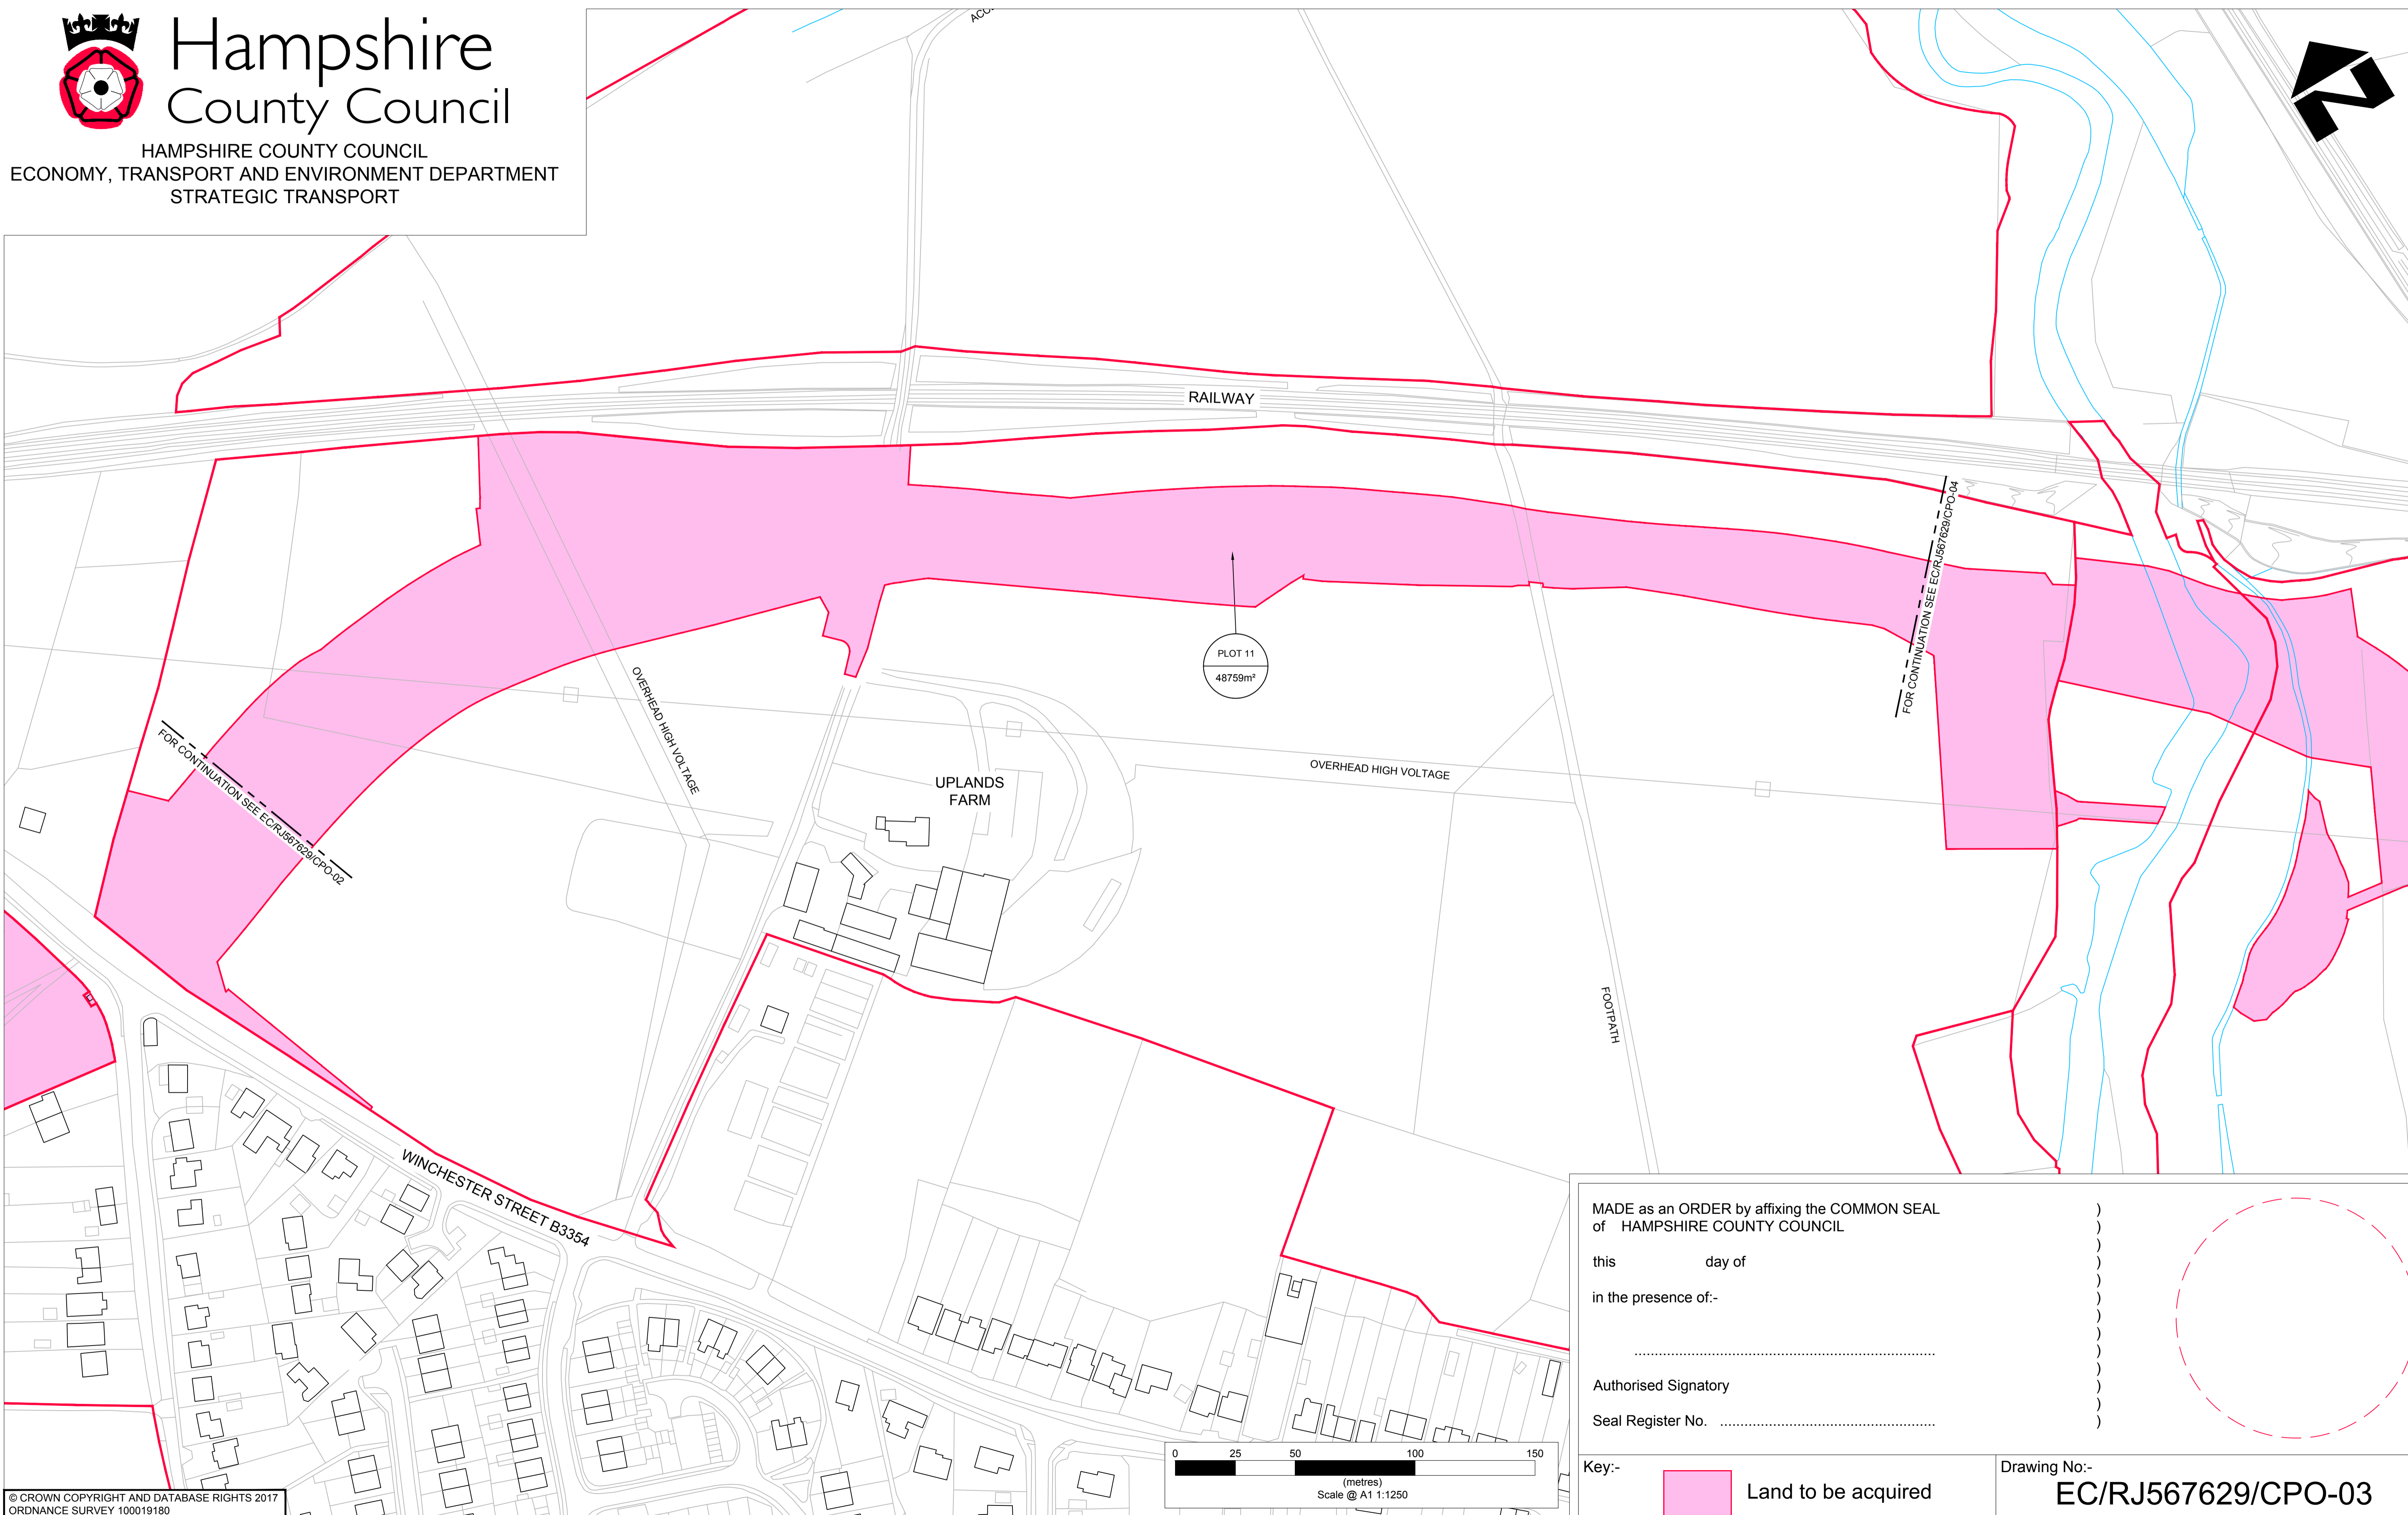 Hampshire
County Council
HAMPSHIRE COUNTY COUNCIL
ECONOMY, TRANSPORT AND ENVIRONMENT DEPARTMENT
STRATEGIC TRANSPORT
RAILWAY
FOR CONTINUATION SEE EC/RJ567629/CPO-04
PLOT 11
48759m²
OVERHEAD HIGH VOLTAGE
FOR CONTINUATION SEE EC/RJ567629/CPO-02
OVERHEAD HIGH VOLTAGE
UPLANDS
FARM
FOOTPATH
WINCHESTER STREET B3354
MADE as an ORDER by affixing the COMMON SEAL )
of HAMPSHIRE COUNTY COUNCIL )
)
this day of )
)
in the presence of:- )
)
)
........................................................................... )
)
Authorised Signatory )
)
Seal Register No. ...................................................... )
0 25 50 100 150
(metres)
Scale @ A1 1:1250
Key:-
Land to be acquired
Drawing No:-
EC/RJ567629/CPO-03
© CROWN COPYRIGHT AND DATABASE RIGHTS 2017
ORDNANCE SURVEY 100019180